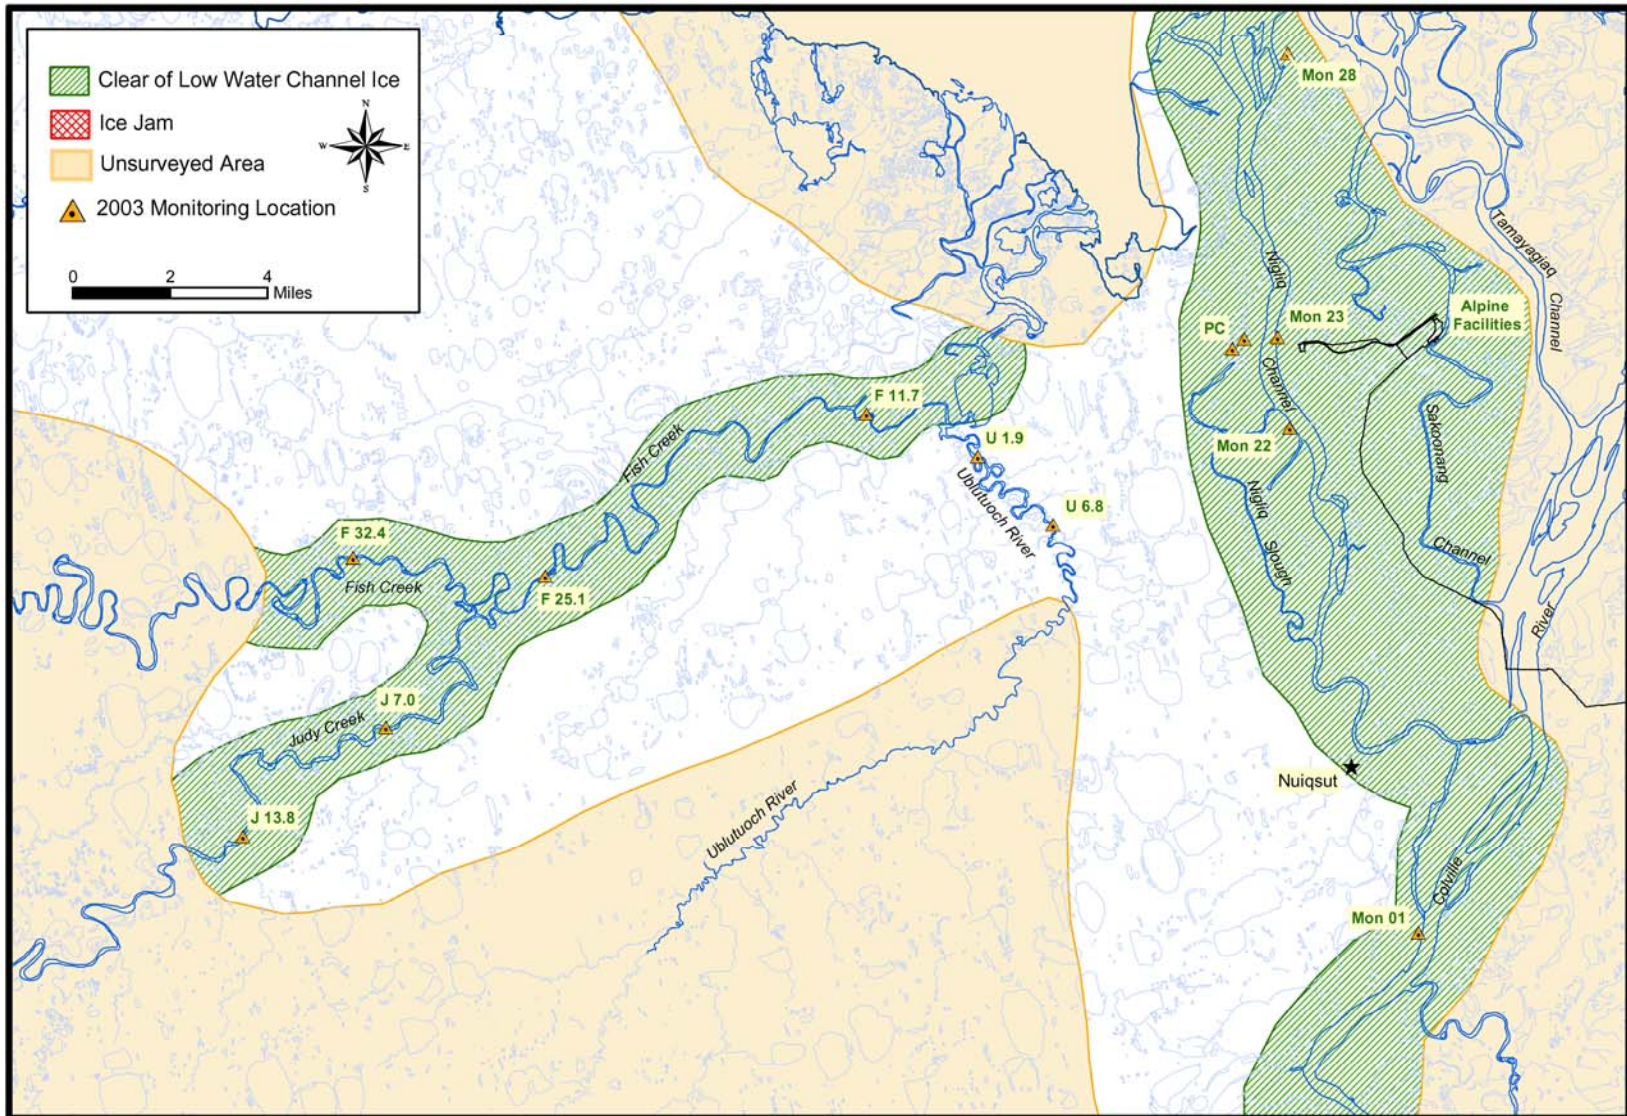 Clear of Low Water Channel Ice
Ice Jam
Unsurveyed Area
2003 Monitoring Location
N
W
E
S
0
2
4
Miles
Mon 28
Tamayagiaq
Channel
Nigliq
Channel
PC
Mon 23
Alpine
Facilities
F 11.7
Fish Creek
U 1.9
Mon 22
Sakoonang
Channel
Ublutuoch River
U 6.8
Nigliq
Slough
F 32.4
Fish Creek
F 25.1
River
J 7.0
Judy Creek
Nuiqsut
J 13.8
Ublutuoch River
Colville
Mon 01